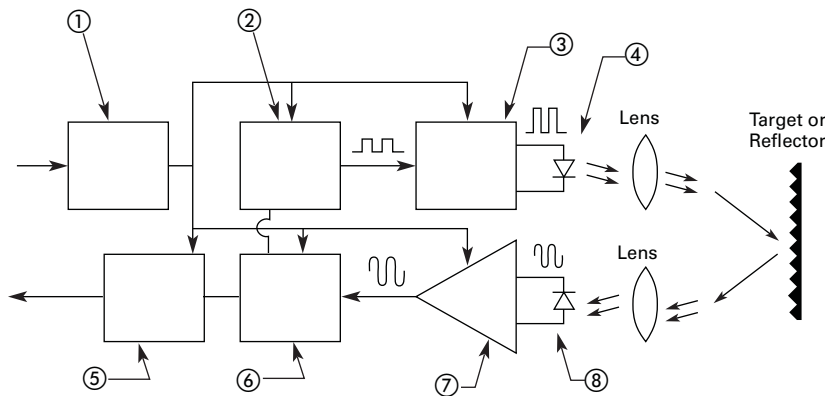 ①
②
③
④
Lens
Target or
Reflector
Lens
⑤
⑥
⑦
⑧